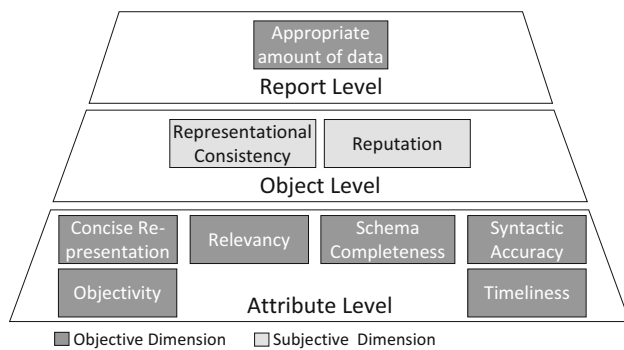 Appropriate
amount of data
Report Level
Representational
Consistency
Reputation
Object Level
Concise Re-
presentation
Relevancy
Schema
Completeness
Syntactic
Accuracy
Objectivity
Timeliness
Attribute Level
Objective Dimension
Subjective Dimension